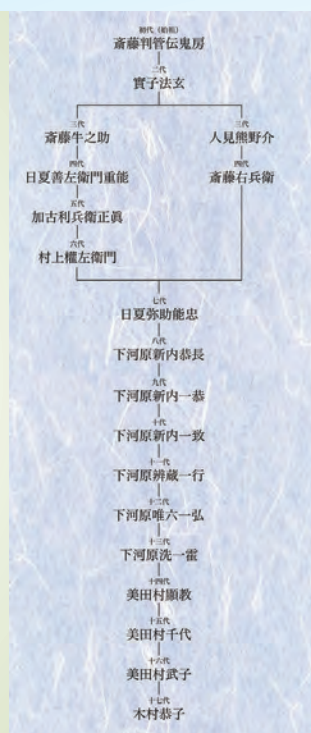 初代（始祖）
斎藤判管伝鬼房
二代
實子法玄
三代
斎藤牛之助
四代
日夏善左衛門重能
五代
加古利兵衛正眞
六代
村上權左衛門
三代
人見熊野介
四代
斎藤右兵衛
七代
日夏弥助能忠
八代
下河原新内恭長
九代
下河原新内一恭
十代
下河原新内一致
十一代
下河原辨蔵一行
十二代
下河原唯六一弘
十三代
下河原洗一霍
十四代
美田村顯教
十五代
美田村千代
十六代
美田村武子
十七代
木村恭子